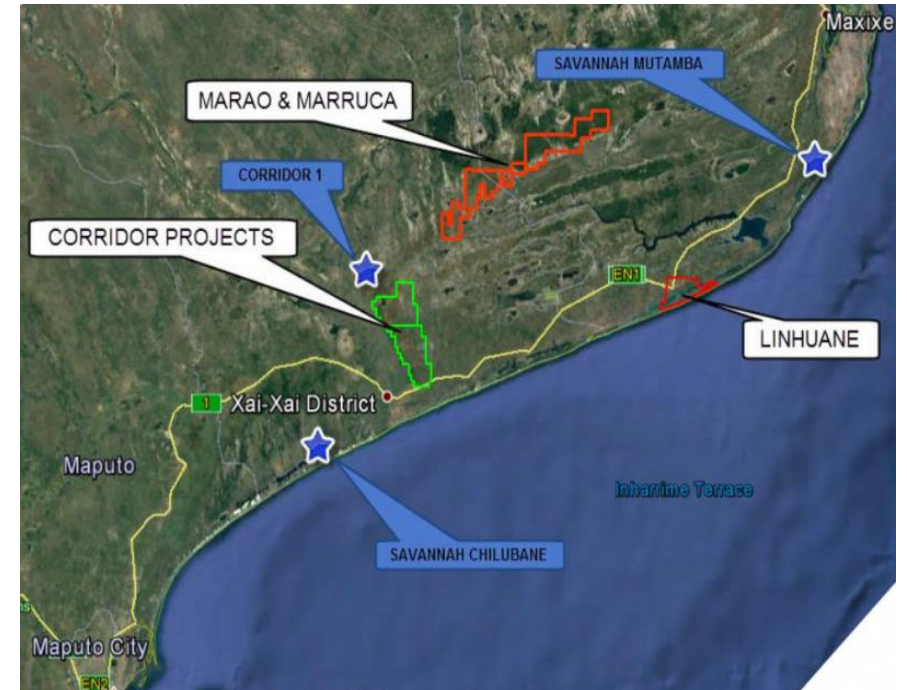 Maxixe
SAVANNAH MUTAMBA
MARAO & MARRUCA
CORRIDOR 1
CORRIDOR PROJECTS
EN1
LINHUANE
1
Xai-Xai District
Maputo
Inharrime Terrace
SAVANNAH CHILUBANE
Maputo City
EN2